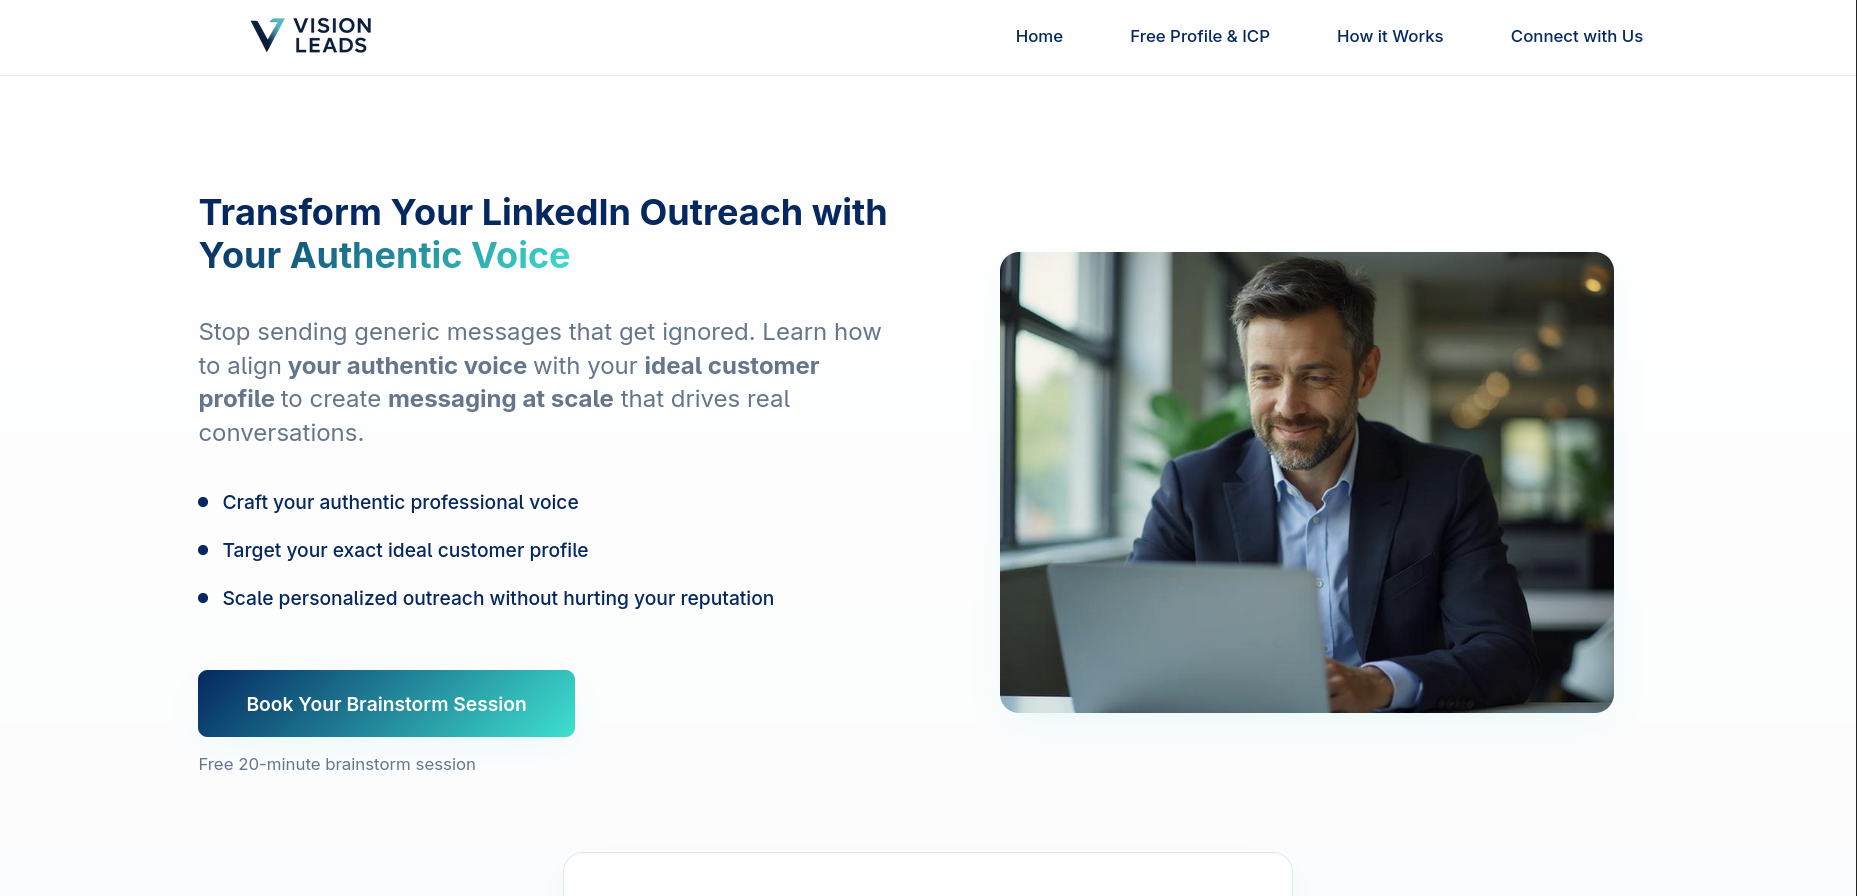 VISION
LEADS
Home
Free Profile & ICP
How it Works
Connect with Us
Transform Your LinkedIn Outreach with
Your Authentic Voice
Stop sending generic messages that get ignored. Learn how
to align your authentic voice with your ideal customer
profile to create messaging at scale that drives real
conversations.
Craft your authentic professional voice
Target your exact ideal customer profile
Scale personalized outreach without hurting your reputation
Book Your Brainstorm Session
Free 20-minute brainstorm session